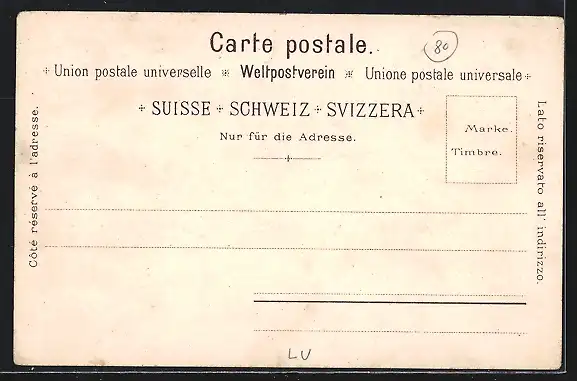 Carte postale.
80
Union postale universelle Weltpostverein Unione postale universale
SUISSE SCHWEIZ SVIZZERA
Nur für die Adresse.
Marke.
Timbre.
Côté réservé à l'adresse.
Lato riservato all' indirizzo.
LU